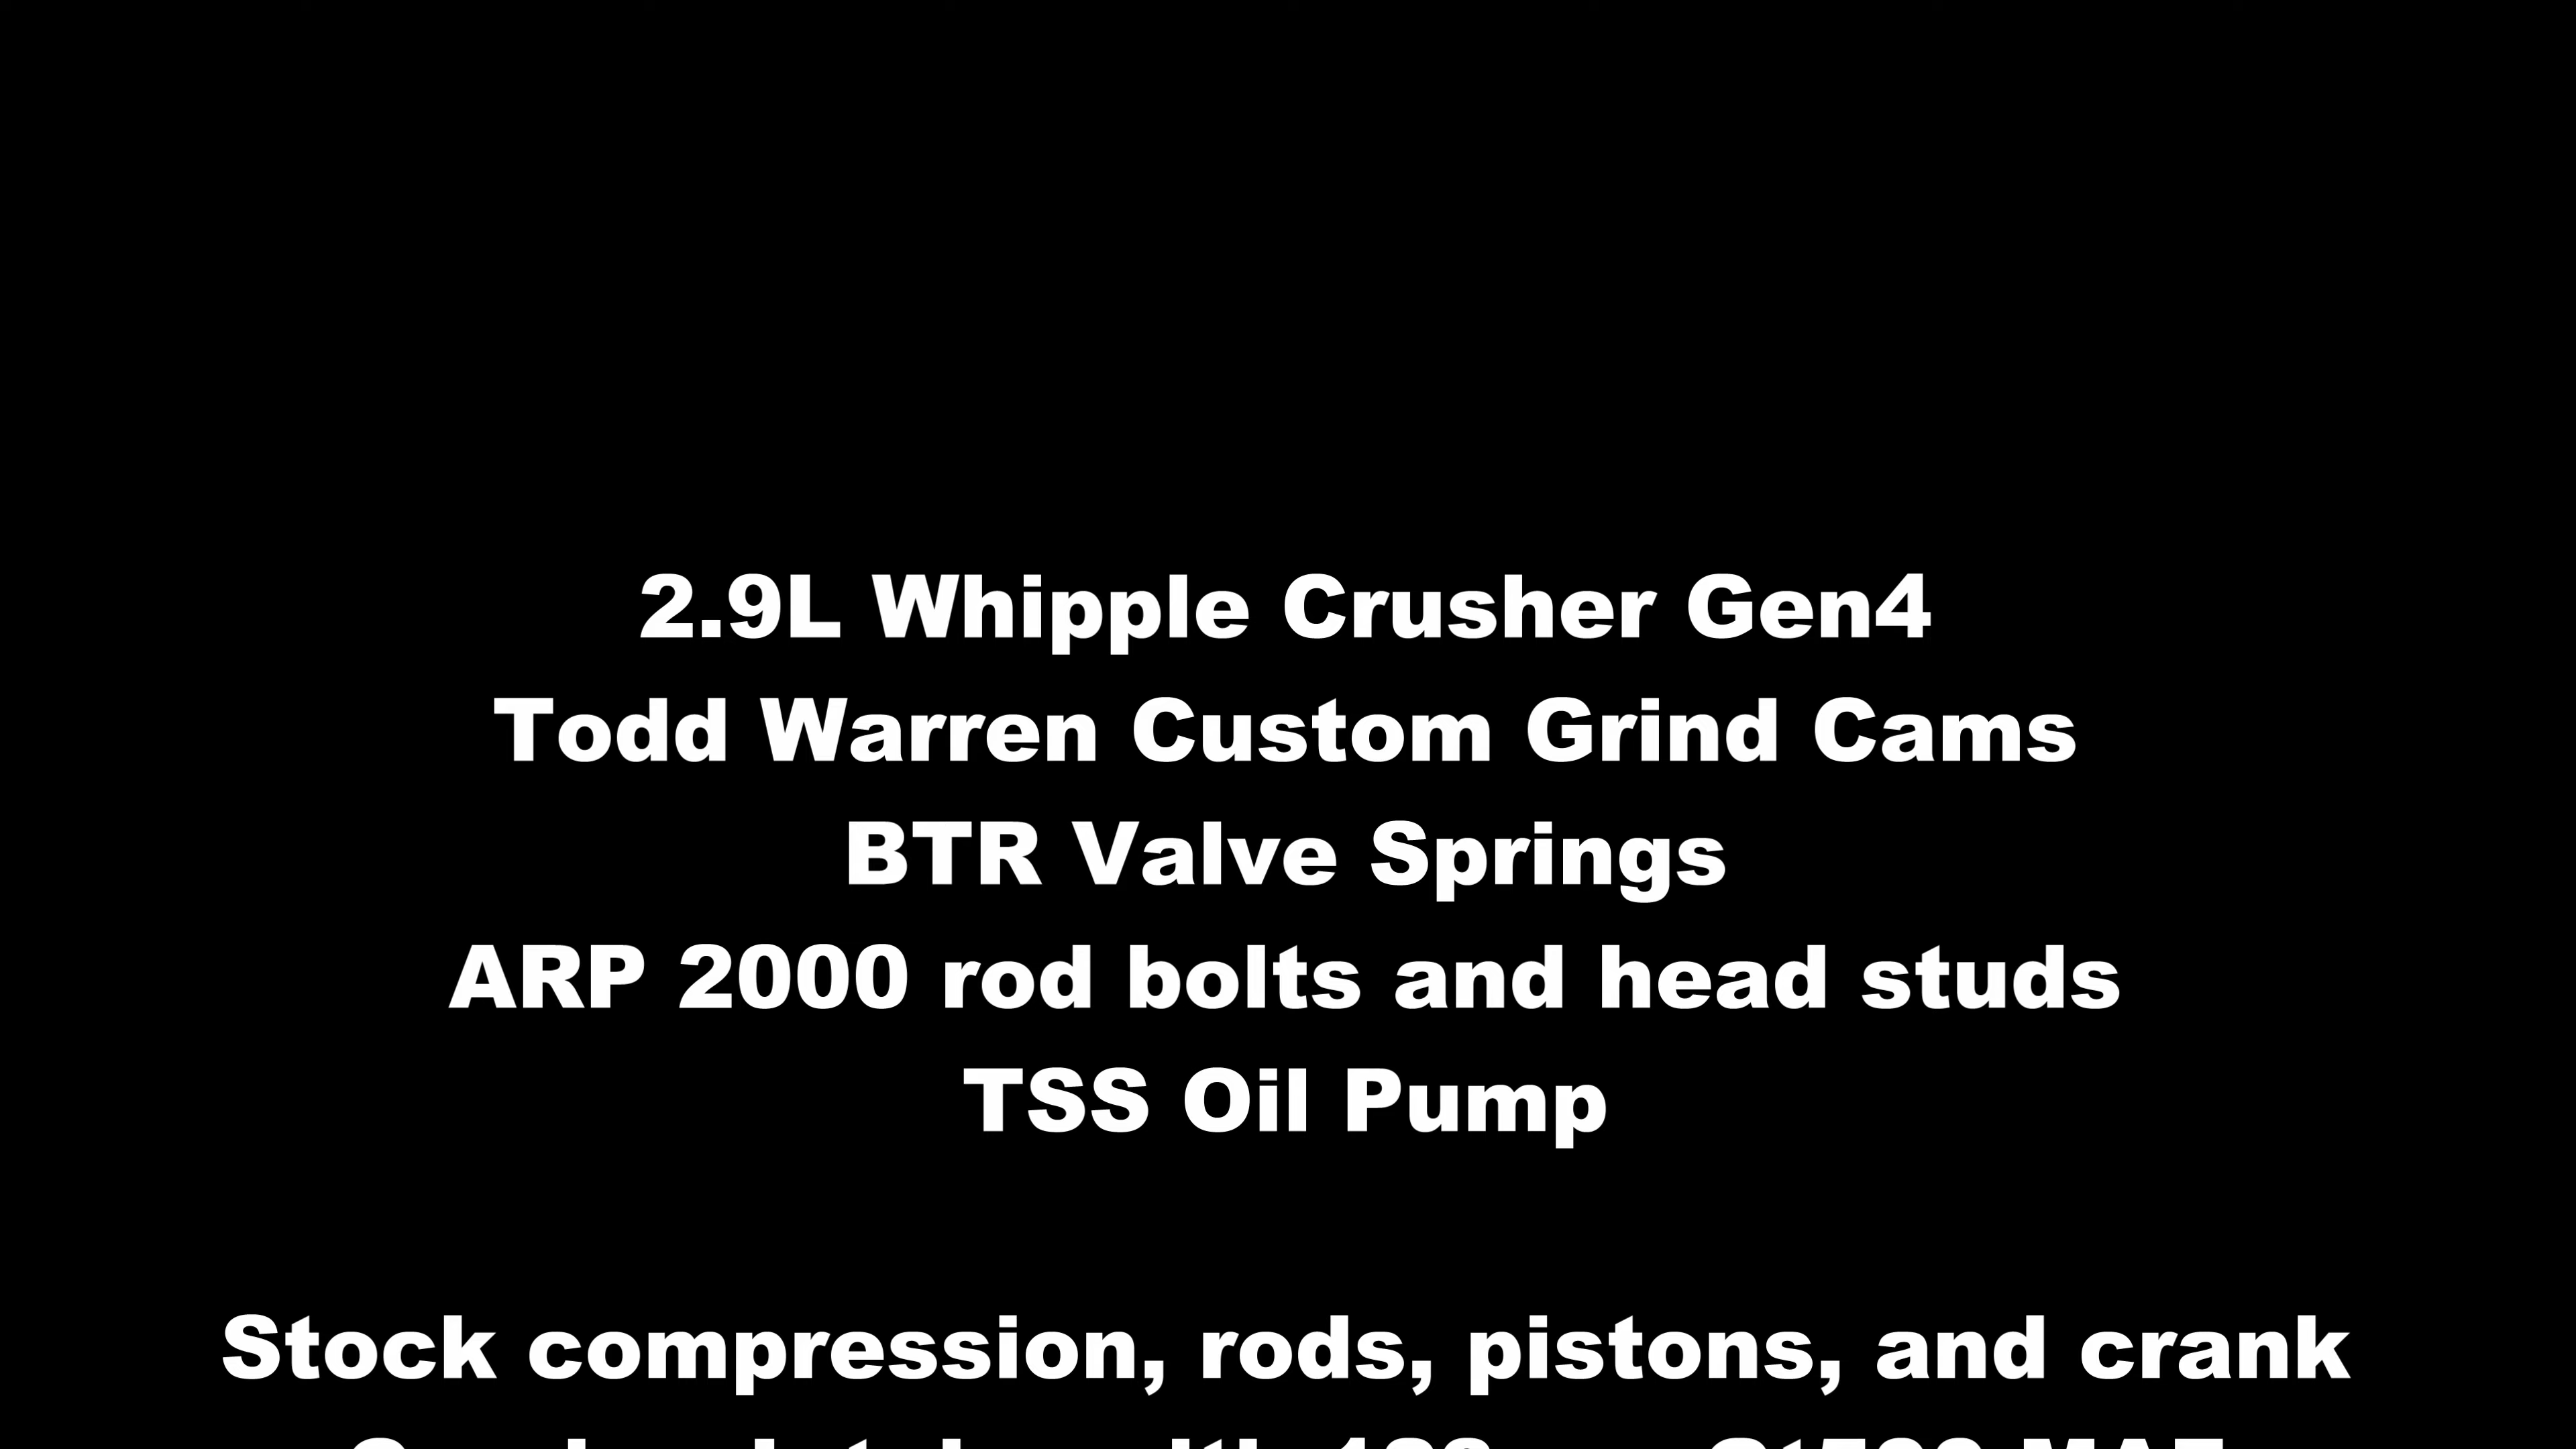 2.9L Whipple Crusher Gen4
Todd Warren Custom Grind Cams
BTR Valve Springs
ARP 2000 rod bolts and head studs
TSS Oil Pump
Stock compression, rods, pistons, and crank